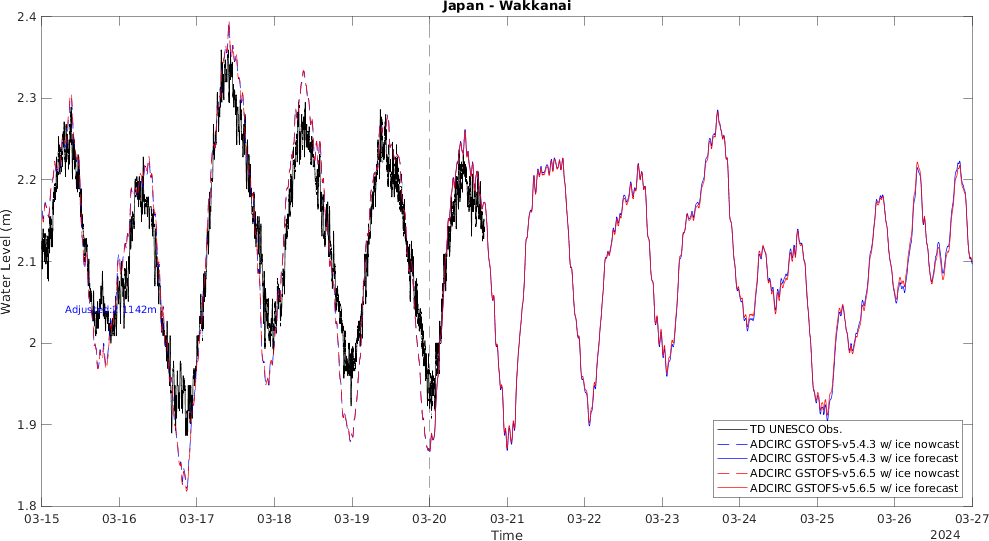 Japan - Wakkanai
Water Level (m)
2.4
2.3
2.2
2.1
2
1.9
1.8
Adjusted:2.1142m
TD UNESCO Obs.
ADCIRC GSTOFS-v5.4.3 w/ ice nowcast
ADCIRC GSTOFS-v5.4.3 w/ ice forecast
ADCIRC GSTOFS-v5.6.5 w/ ice nowcast
ADCIRC GSTOFS-v5.6.5 w/ ice forecast
03-15 03-16 03-17 03-18 03-19 03-20 03-21 03-22 03-23 03-24 03-25 03-26 03-27
Time
2024